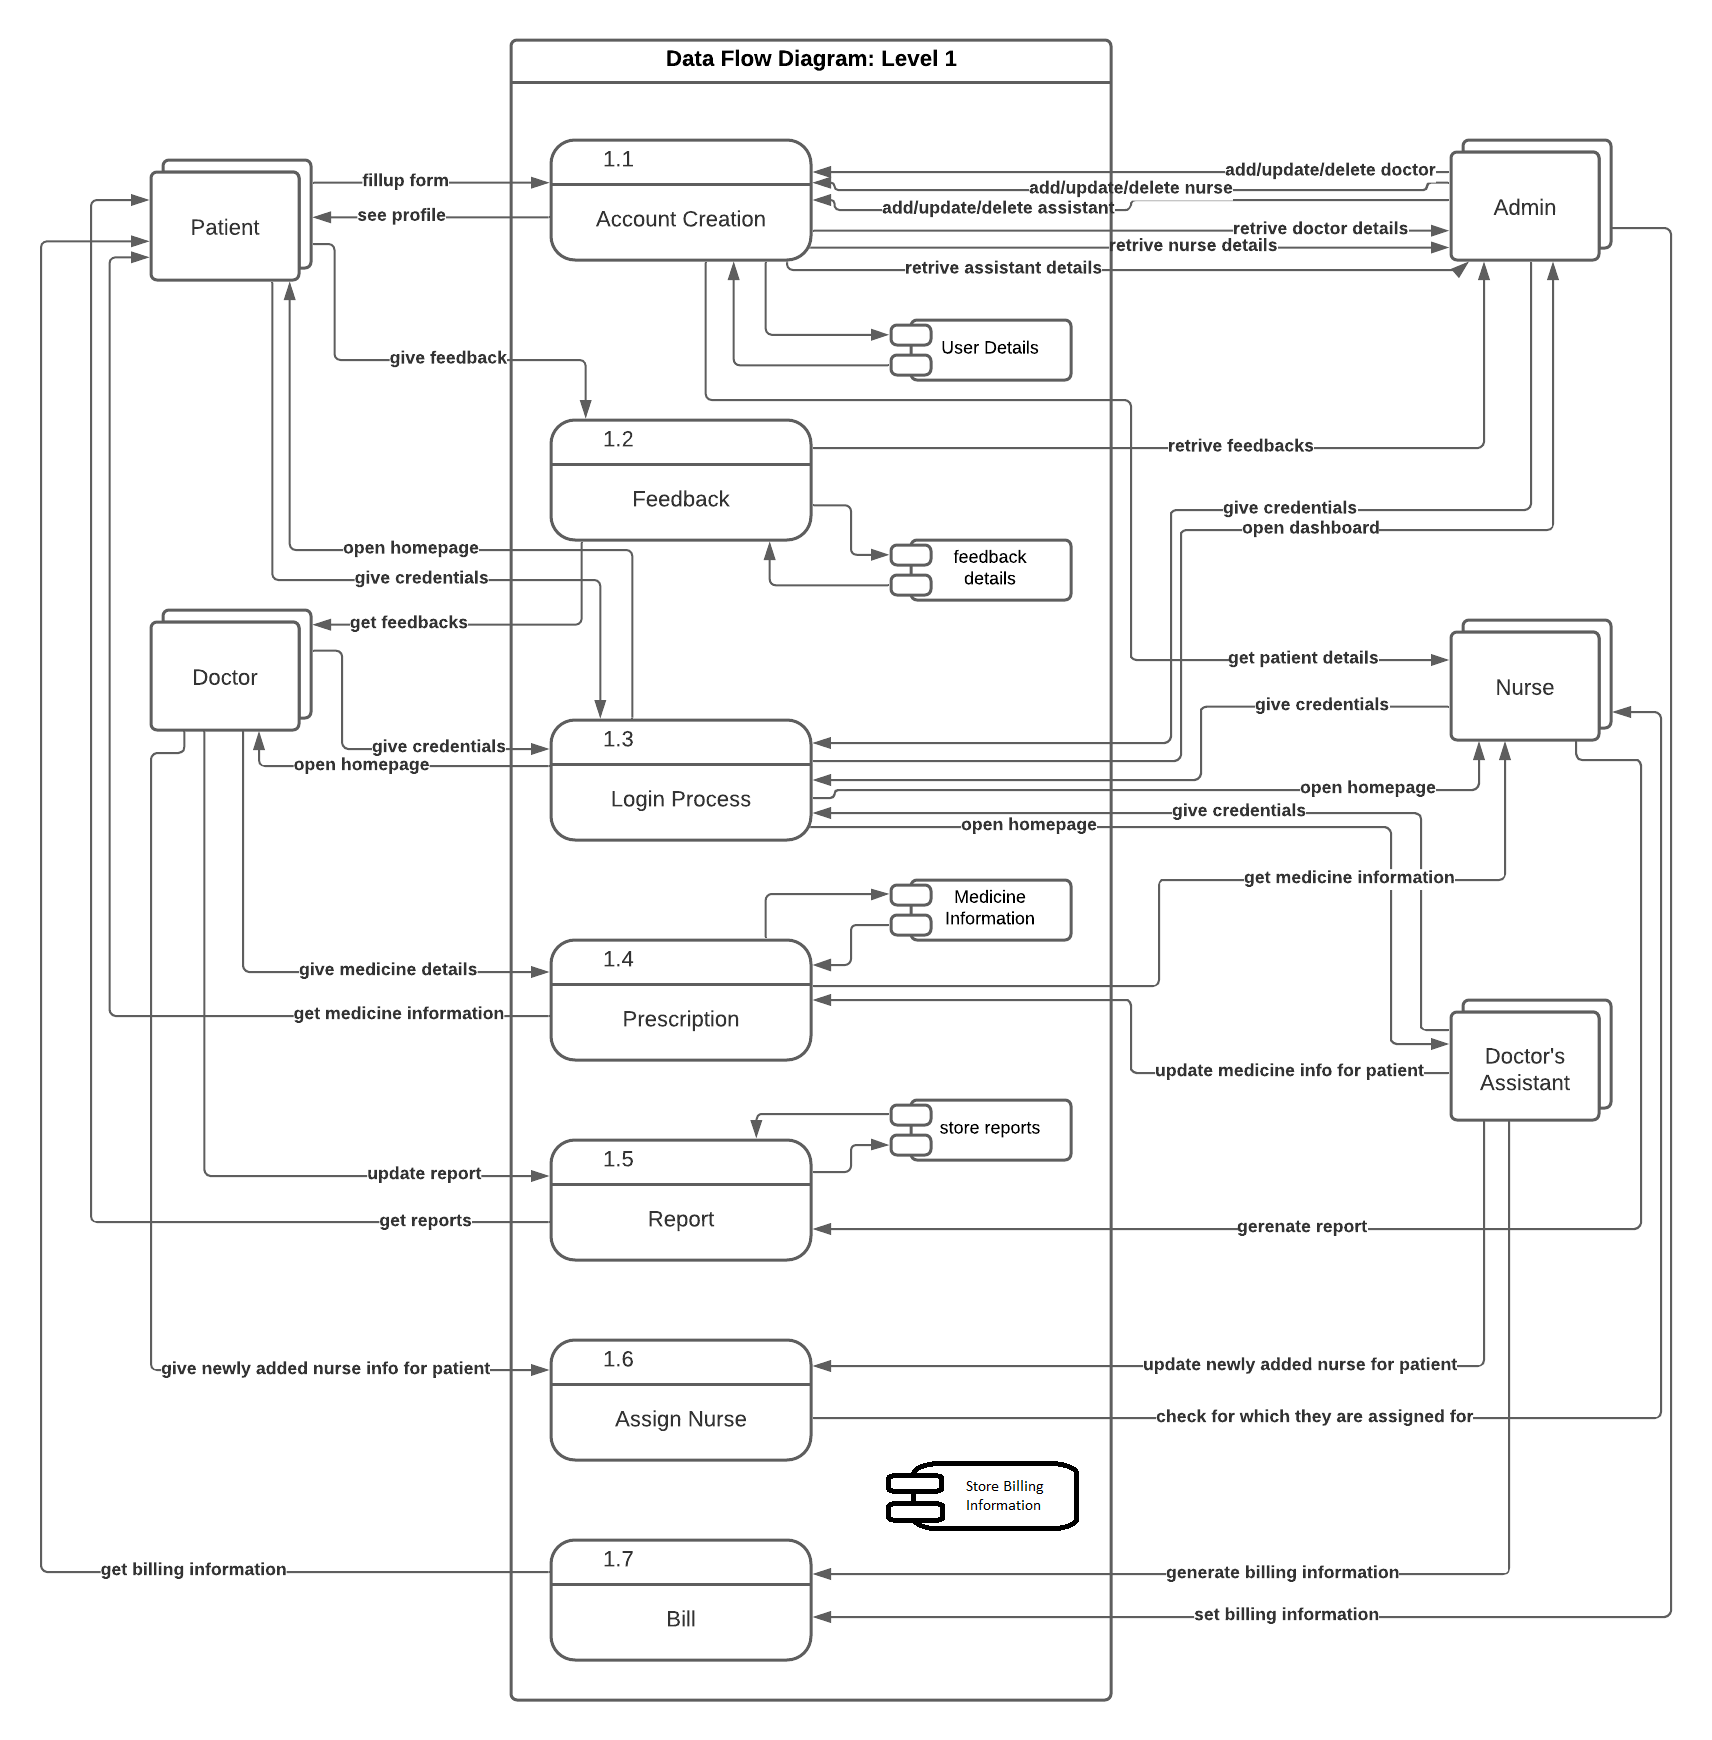 Data Flow Diagram: Level 1
1.1
Account Creation
Patient
Admin
fillup form
see profile
add/update/delete doctor
add/update/delete nurse
add/update/delete assistant
retrive doctor details
retrive nurse details
retrive assistant details
User Details
give feedback
1.2
Feedback
retrive feedbacks
give credentials
open dashboard
feedback
details
open homepage
give credentials
get feedbacks
Doctor
get patient details
Nurse
give credentials
1.3
Login Process
give credentials
open homepage
open homepage
give credentials
open homepage
get medicine information
Medicine
Information
1.4
Prescription
give medicine details
get medicine information
Doctor's
Assistant
update medicine info for patient
store reports
1.5
Report
update report
get reports
gerenate report
1.6
Assign Nurse
give newly added nurse info for patient
update newly added nurse for patient
check for which they are assigned for
Store Billing
Information
1.7
Bill
get billing information
generate billing information
set billing information